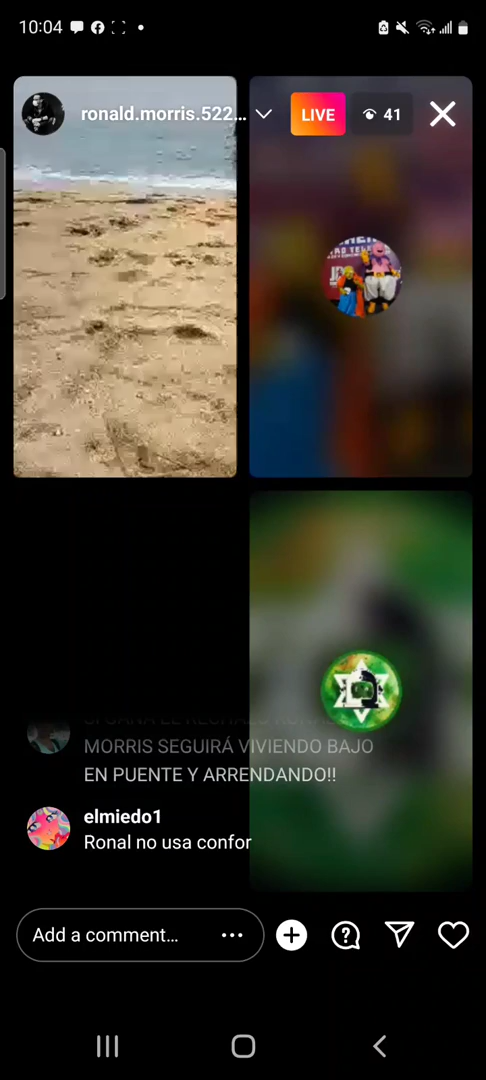 10:04
ronald.morris.522…
LIVE
41
MORRIS SEGUIRÁ VIVIENDO BAJO
EN PUENTE Y ARRENDANDO!!
elmiedo1
Ronal no usa confor
Add a comment…